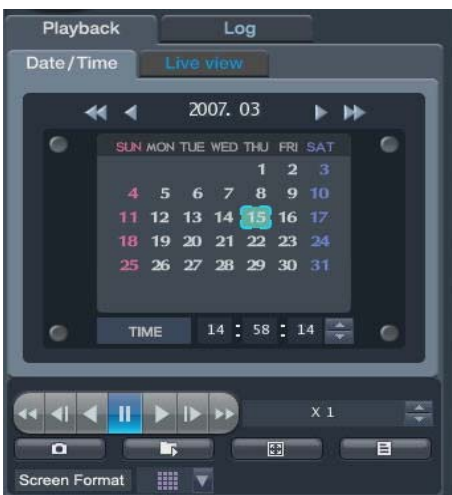 Playback Log
Date/Time Live view
2007. 03
SUN MON TUE WED THU FRI SAT
1 2 3
4 5 6 7 8 9 10
11 12 13 14 15 16 17
18 19 20 21 22 23 24
25 26 27 28 29 30 31
TIME 14 : 58 : 14
X 1
Screen Format